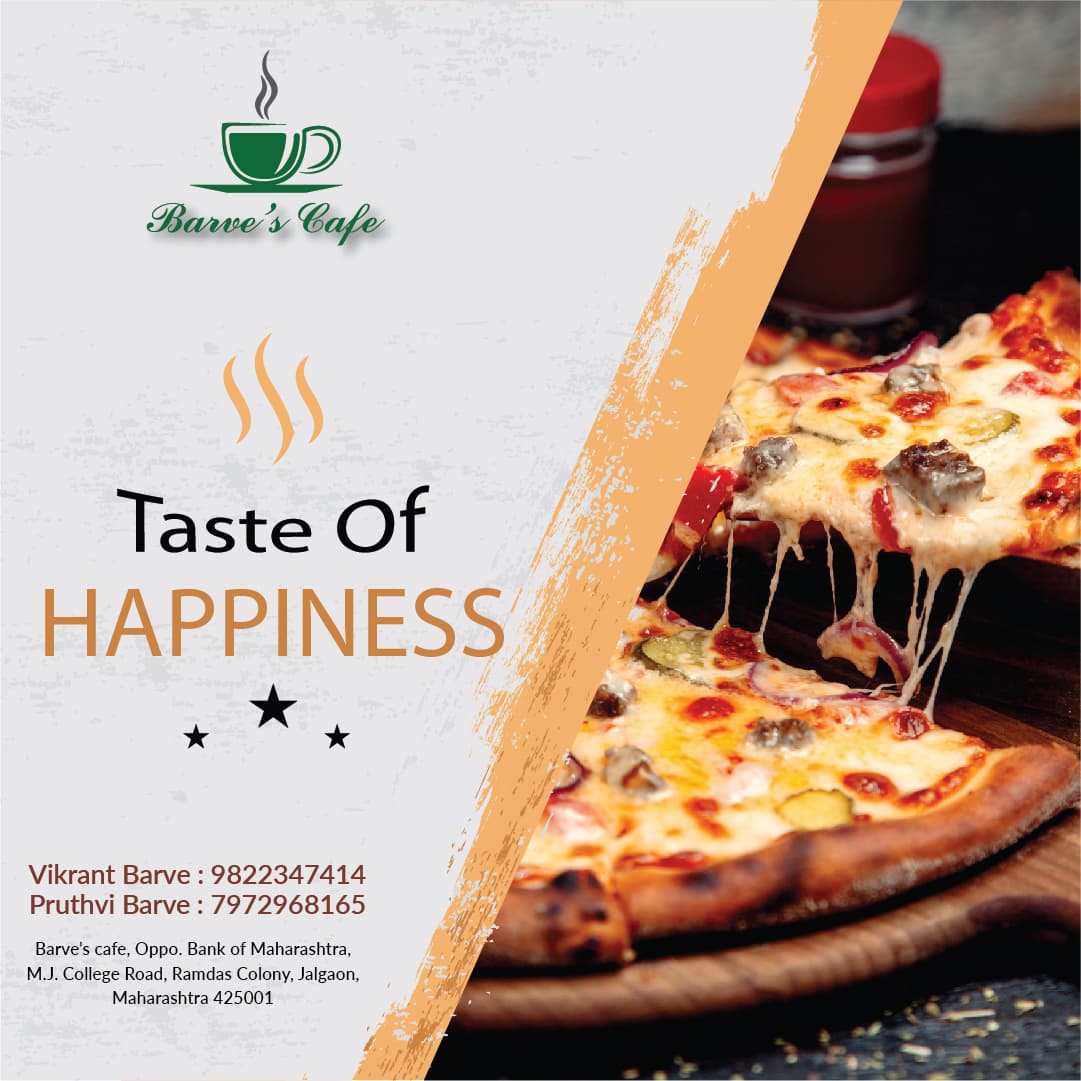 Barve's Cafe
Taste Of
HAPPINESS
Vikrant Barve : 9822347414
Pruthvi Barve : 7972968165
Barve's cafe, Oppo. Bank of Maharashtra,
M.J. College Road, Ramdas Colony, Jalgaon,
Maharashtra 425001